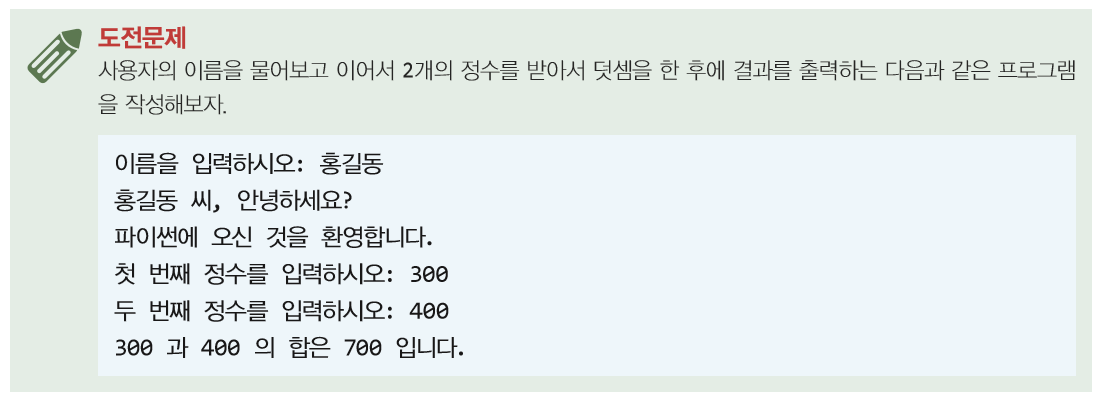 도전문제
사용자의 이름을 물어보고 이어서 2개의 정수를 받아서 덧셈을 한 후에 결과를 출력하는 다음과 같은 프로그램
을 작성해보자.
이름을 입력하시오: 홍길동
홍길동 씨, 안녕하세요?
파이썬에 오신 것을 환영합니다.
첫 번째 정수를 입력하시오: 300
두 번째 정수를 입력하시오: 400
300 과 400 의 합은 700 입니다.